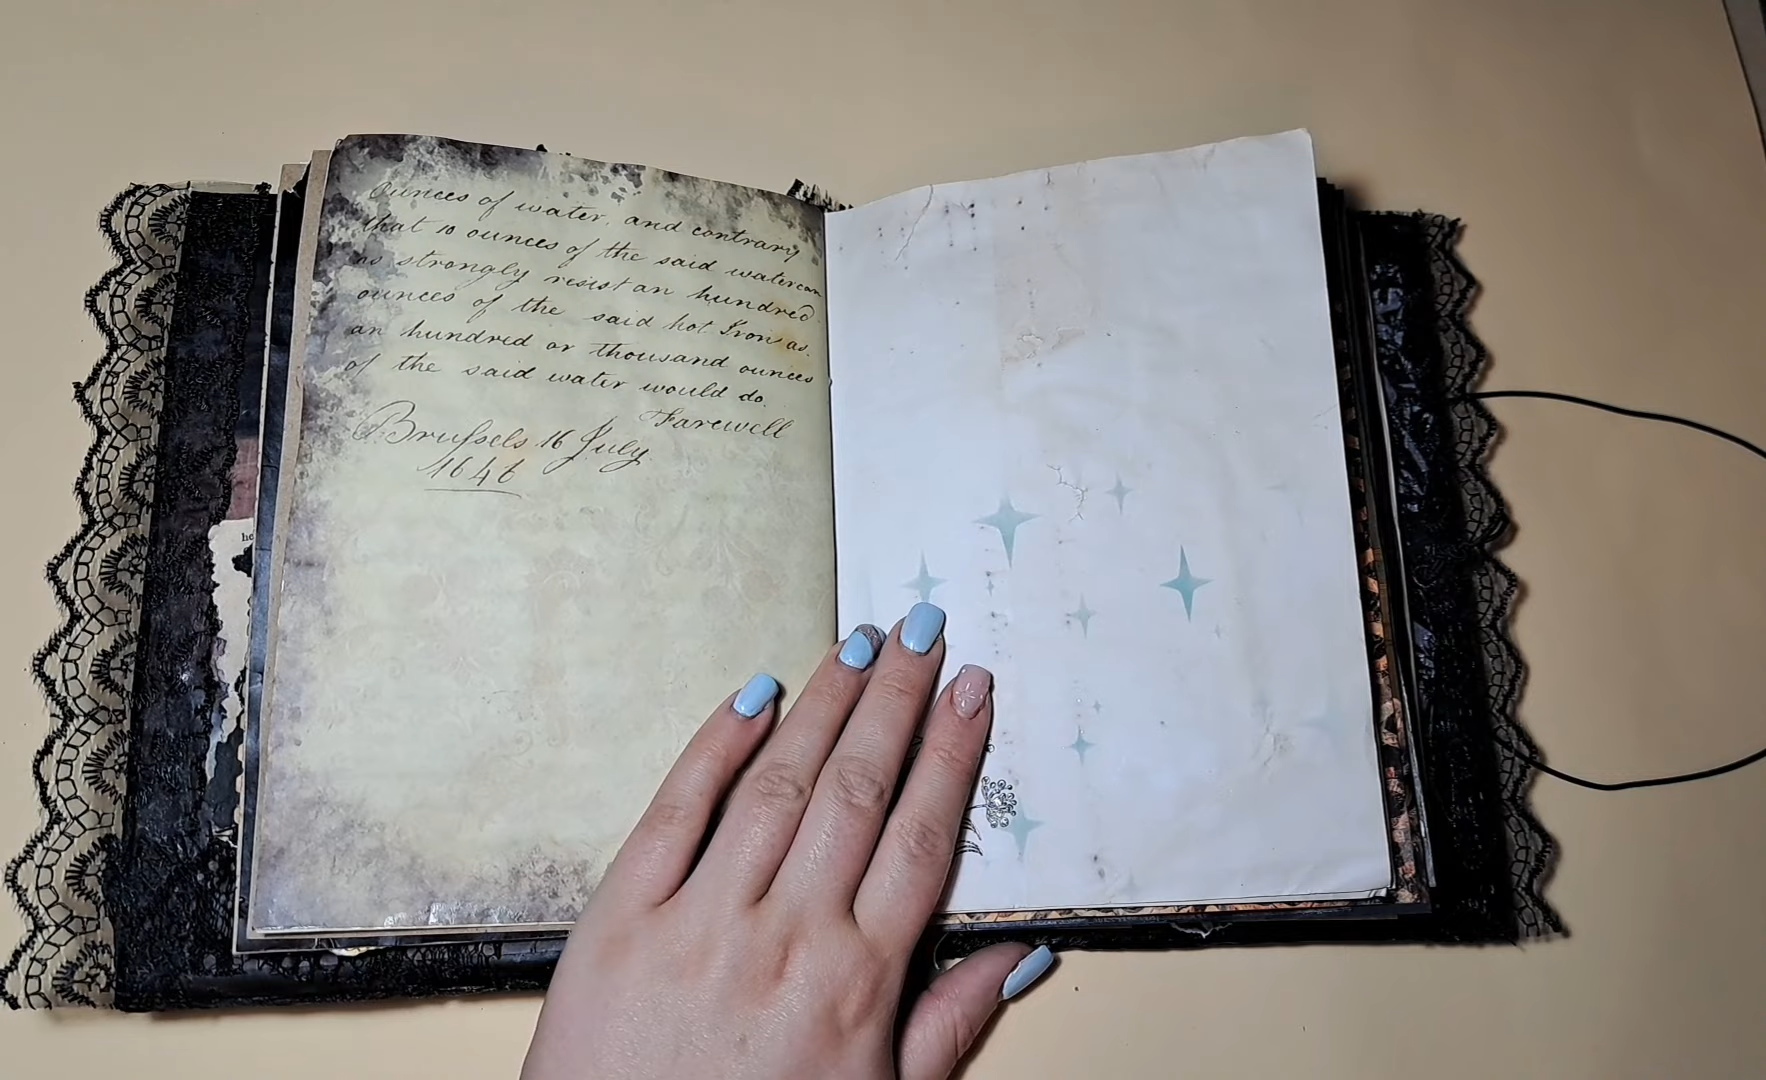 Ounces of water, and contrary
that 10 ounces of the said water can
as strongly resist an hundred
ounces of the said hot Iron as
an hundred or thousand ounces
of the said water would do.
Farewell
Brussels 16 July
1646
he